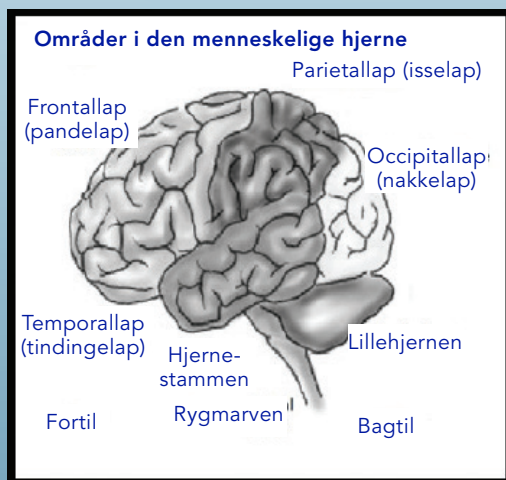 Områder i den menneskelige hjerne
Parietallap (isselap)
Frontallap
(pandelap)
Occipitallap
(nakkelap)
Temporallap
(tindingelap)
Hjerne-
stammen
Lillehjernen
Rygmarven
Fortil
Bagtil